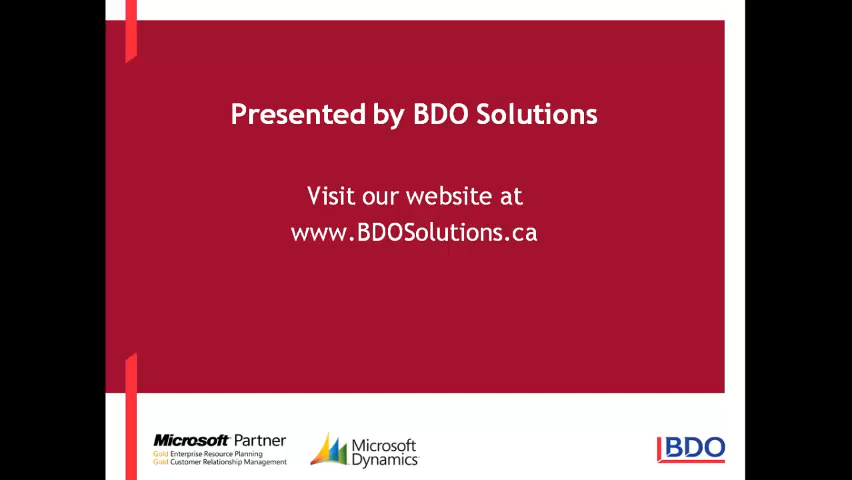 Presented by BDO Solutions
Visit our website at
www.BDOSolutions.ca
Microsoft Partner
Gold Enterprise Resource Planning
Gold Customer Relationship Management
Microsoft
Dynamics
BDO